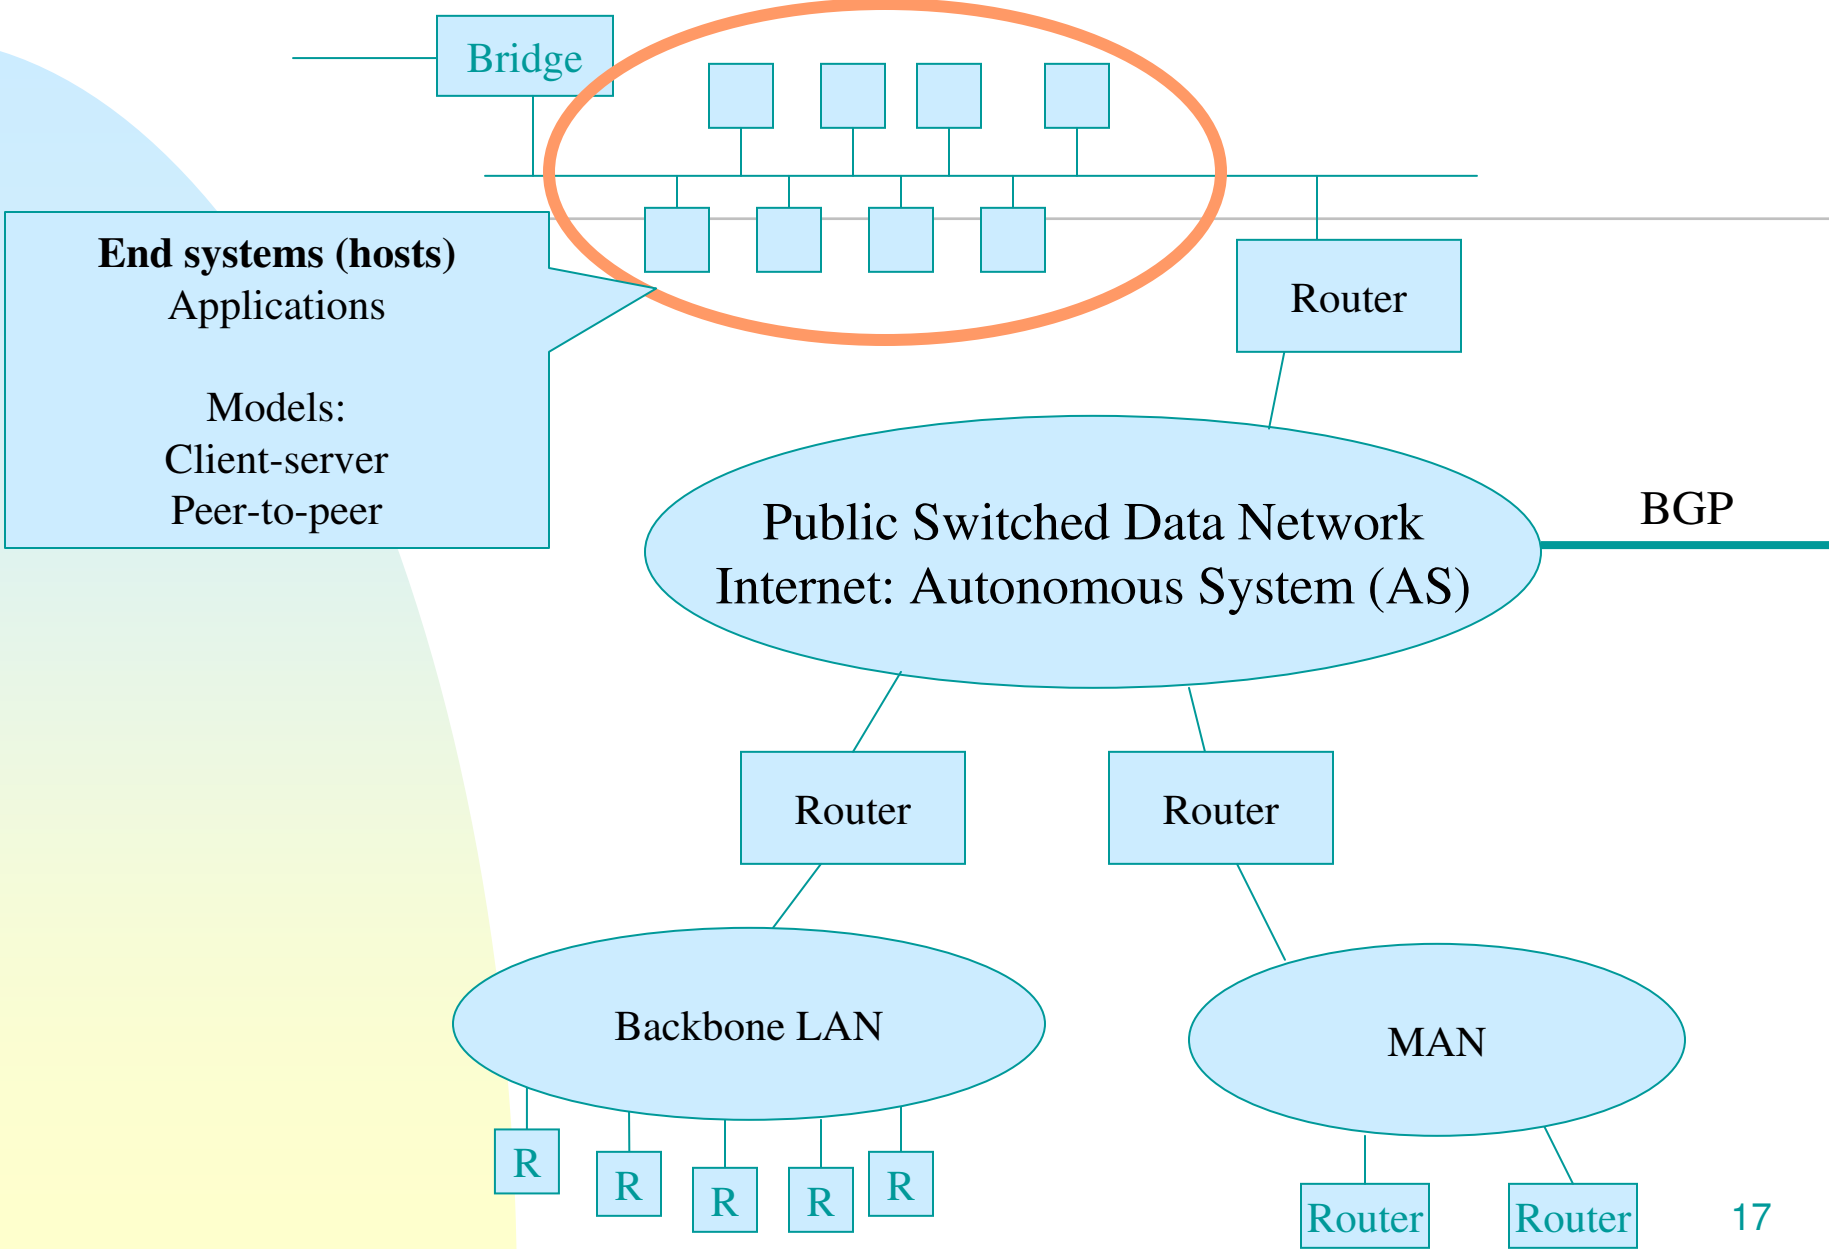 Bridge
End systems (hosts)
Applications
Models:
Client-server
Peer-to-peer
Router
Public Switched Data Network
Internet: Autonomous System (AS)
BGP
Router
Router
Backbone LAN
MAN
R
R
R
R
R
Router
Router
17